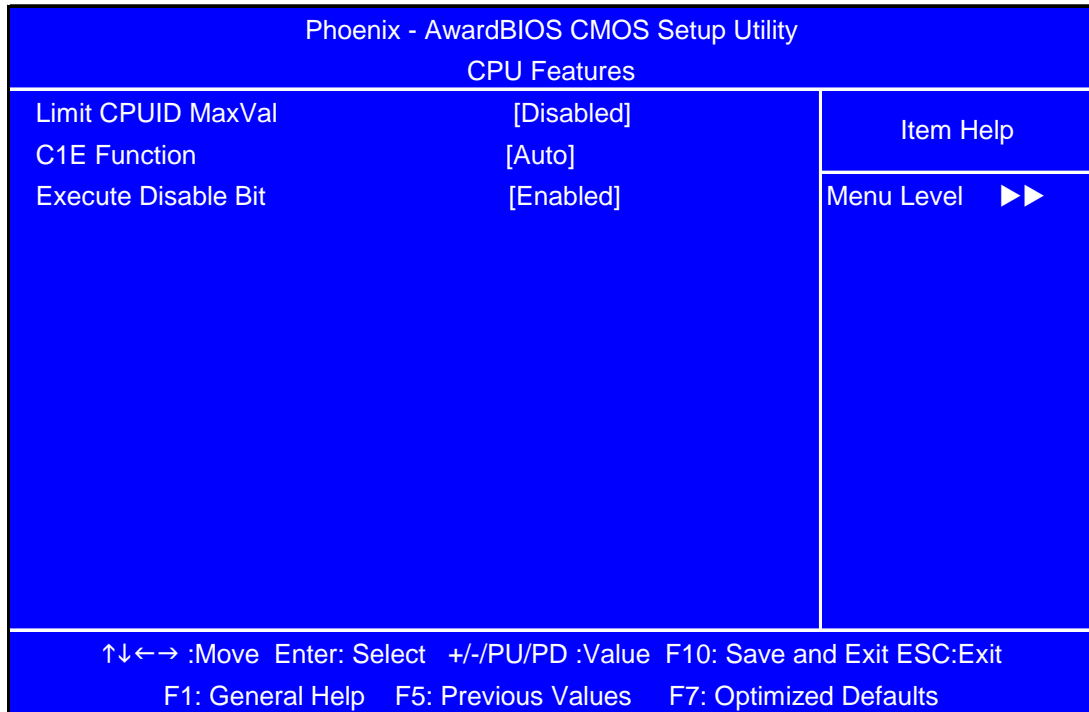 Phoenix - AwardBIOS CMOS Setup Utility
CPU Features
Limit CPUID MaxVal [Disabled]
C1E Function [Auto]
Execute Disable Bit [Enabled]
Item Help
Menu Level ▶▶
↑↓←→ :Move Enter: Select +/-/PU/PD :Value F10: Save and Exit ESC:Exit
F1: General Help F5: Previous Values F7: Optimized Defaults